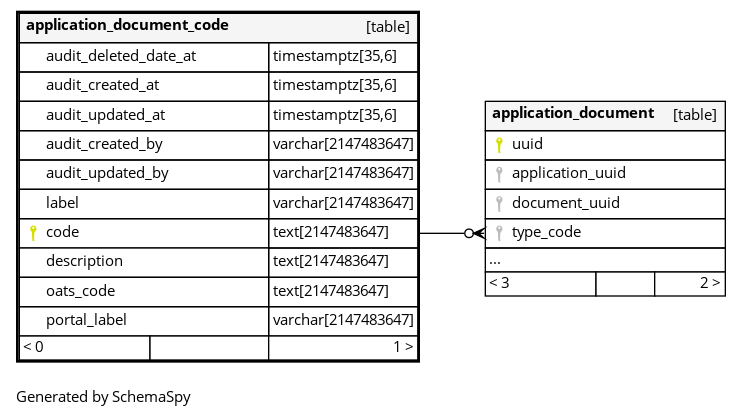 application_document_code [table]
audit_deleted_date_at timestamptz[35,6]
audit_created_at timestamptz[35,6]
audit_updated_at timestamptz[35,6]
audit_created_by varchar[2147483647]
audit_updated_by varchar[2147483647]
label varchar[2147483647]
code text[2147483647]
description text[2147483647]
oats_code text[2147483647]
portal_label varchar[2147483647]
< 0 1 >
application_document [table]
uuid
application_uuid
document_uuid
type_code
...
< 3 2 >
Generated by SchemaSpy